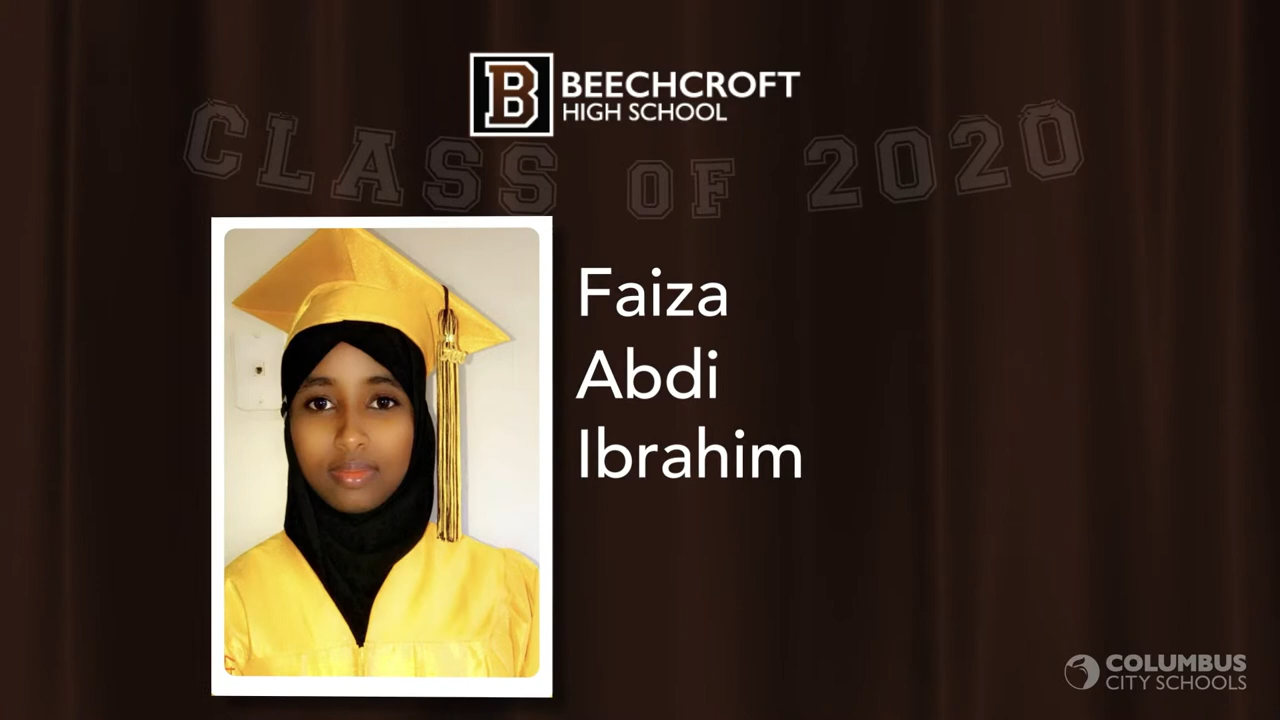 B
BEECHCROFT
HIGH SCHOOL
CLASS OF 2020
Faiza
Abdi
Ibrahim
COLUMBUS
CITY SCHOOLS